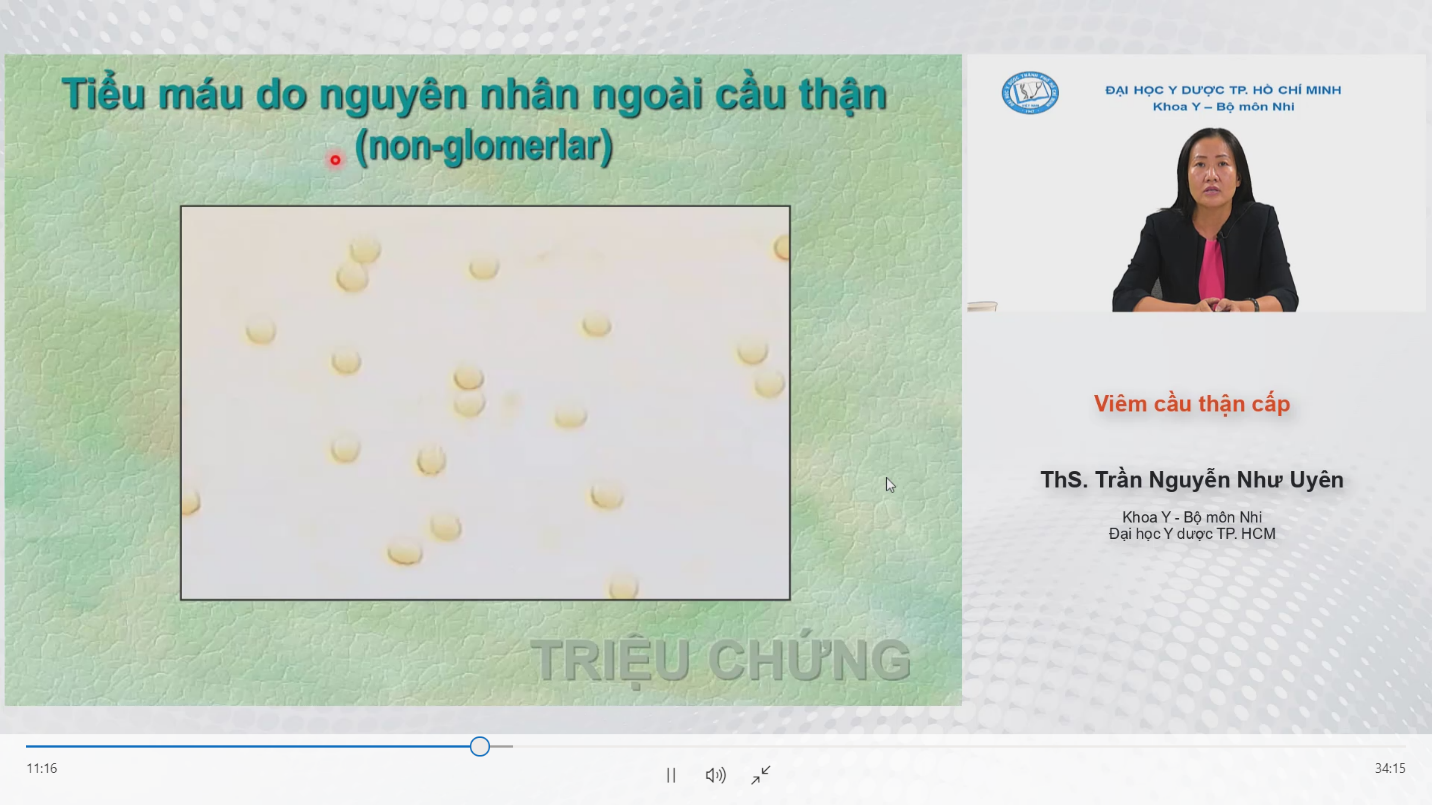 Tiểu máu do nguyên nhân ngoài cầu thận
(non-glomerlar)
TRIỆU CHỨNG
ĐẠI HỌC Y DƯỢC TP. HỒ CHÍ MINH
Khoa Y – Bộ môn Nhi
Viêm cầu thận cấp
ThS. Trần Nguyễn Như Uyên
Khoa Y - Bộ môn Nhi
Đại học Y dược TP. HCM
11:16
34:15